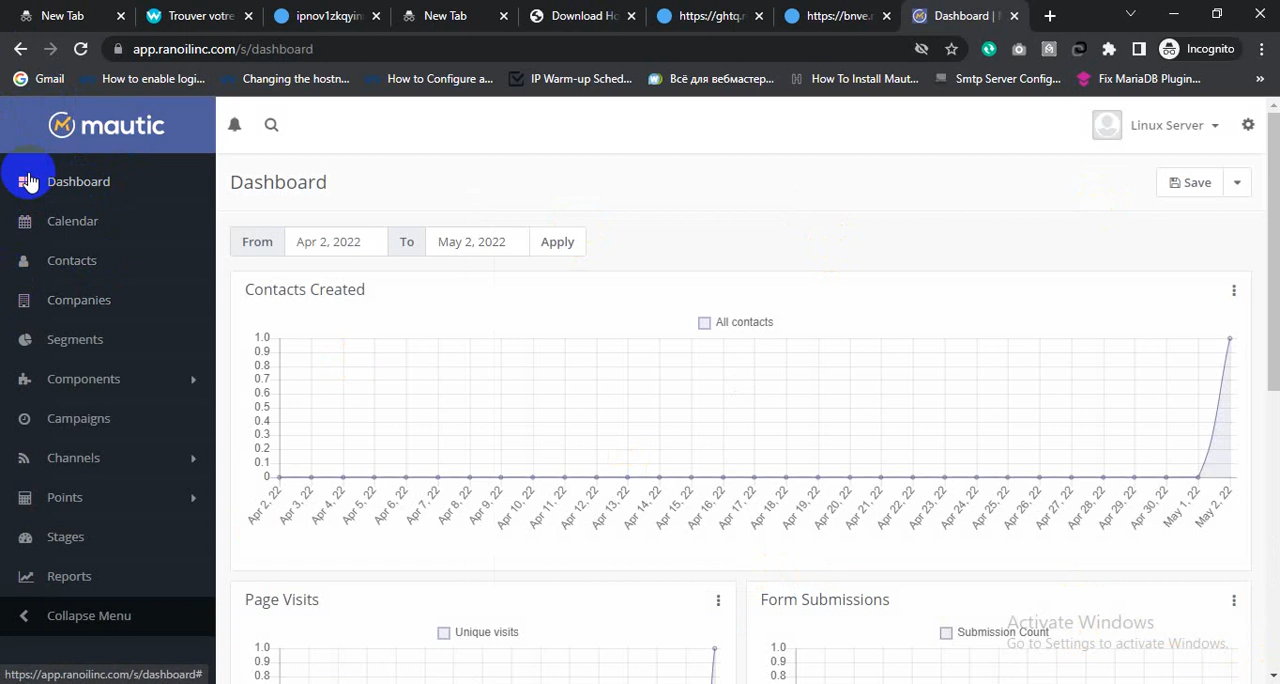 New Tab
Trouver votre
ipnov1zkqyin
New Tab
Download Ho
https://ghtq.
https://bnve.
Dashboard |
app.ranoilinc.com/s/dashboard
Incognito
Gmail
How to enable logi...
Changing the hostn...
How to Configure a...
IP Warm-up Sched...
Всё для вебмастер...
How To Install Maut...
Smtp Server Config...
Fix MariaDB Plugin...
»
mautic
Linux Server
Dashboard
Calendar
Contacts
Companies
Segments
Components
Campaigns
Channels
Points
Stages
Reports
Collapse Menu
https://app.ranoilinc.com/s/dashboard#
Dashboard
Save
From
Apr 2, 2022
To
May 2, 2022
Apply
Contacts Created
All contacts
1.0
0.9
0.8
0.7
0.6
0.5
0.4
0.3
0.2
0.1
0
Apr 2, 22
Apr 3, 22
Apr 4, 22
Apr 5, 22
Apr 6, 22
Apr 7, 22
Apr 8, 22
Apr 9, 22
Apr 10, 22
Apr 11, 22
Apr 12, 22
Apr 13, 22
Apr 14, 22
Apr 15, 22
Apr 16, 22
Apr 17, 22
Apr 18, 22
Apr 19, 22
Apr 20, 22
Apr 21, 22
Apr 22, 22
Apr 23, 22
Apr 24, 22
Apr 25, 22
Apr 26, 22
Apr 27, 22
Apr 28, 22
Apr 29, 22
Apr 30, 22
May 1, 22
May 2, 22
Page Visits
Unique visits
1.0
0.9
0.8
Form Submissions
Submission Count
1.0
0.9
0.8
Activate Windows
Go to Settings to activate Windows.